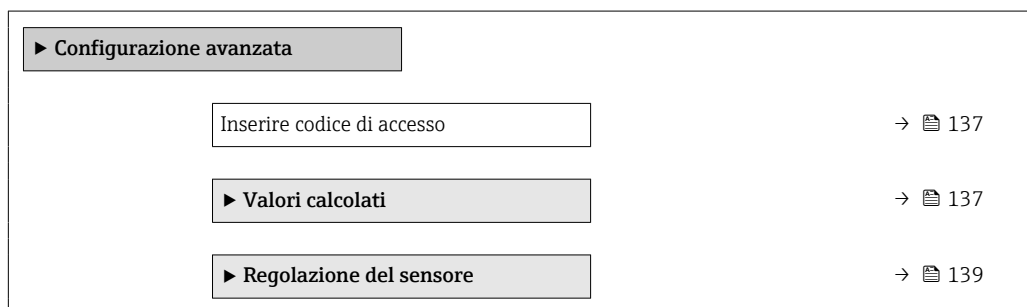 ► Configurazione avanzata
Inserire codice di accesso → 137
► Valori calcolati → 137
► Regolazione del sensore → 139